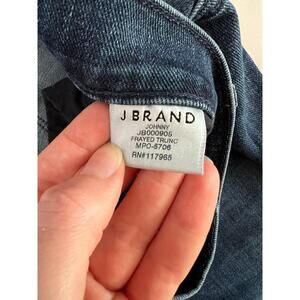 J BRAND
JOHNNY
JB000905
FRAYED TRUNC
MPO-5706
RN#117965